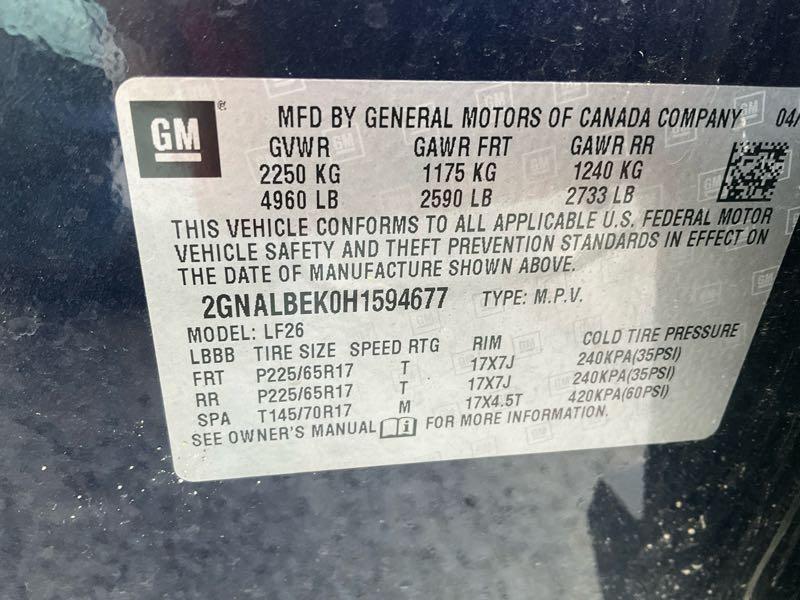 GM ® MFD BY GENERAL MOTORS OF CANADA COMPANY 04/
GVWR GAWR FRT GAWR RR
2250 KG 1175 KG 1240 KG
4960 LB 2590 LB 2733 LB
THIS VEHICLE CONFORMS TO ALL APPLICABLE U.S. FEDERAL MOTOR
VEHICLE SAFETY AND THEFT PREVENTION STANDARDS IN EFFECT ON
THE DATE OF MANUFACTURE SHOWN ABOVE.
2GNALBEK0H1594677 TYPE: M.P.V.
MODEL: LF26
LBBB TIRE SIZE SPEED RTG RIM COLD TIRE PRESSURE
FRT P225/65R17 T 17X7J 240KPA(35PSI)
RR P225/65R17 T 17X7J 240KPA(35PSI)
SPA T145/70R17 M 17X4.5T 420KPA(60PSI)
SEE OWNER'S MANUAL FOR MORE INFORMATION.